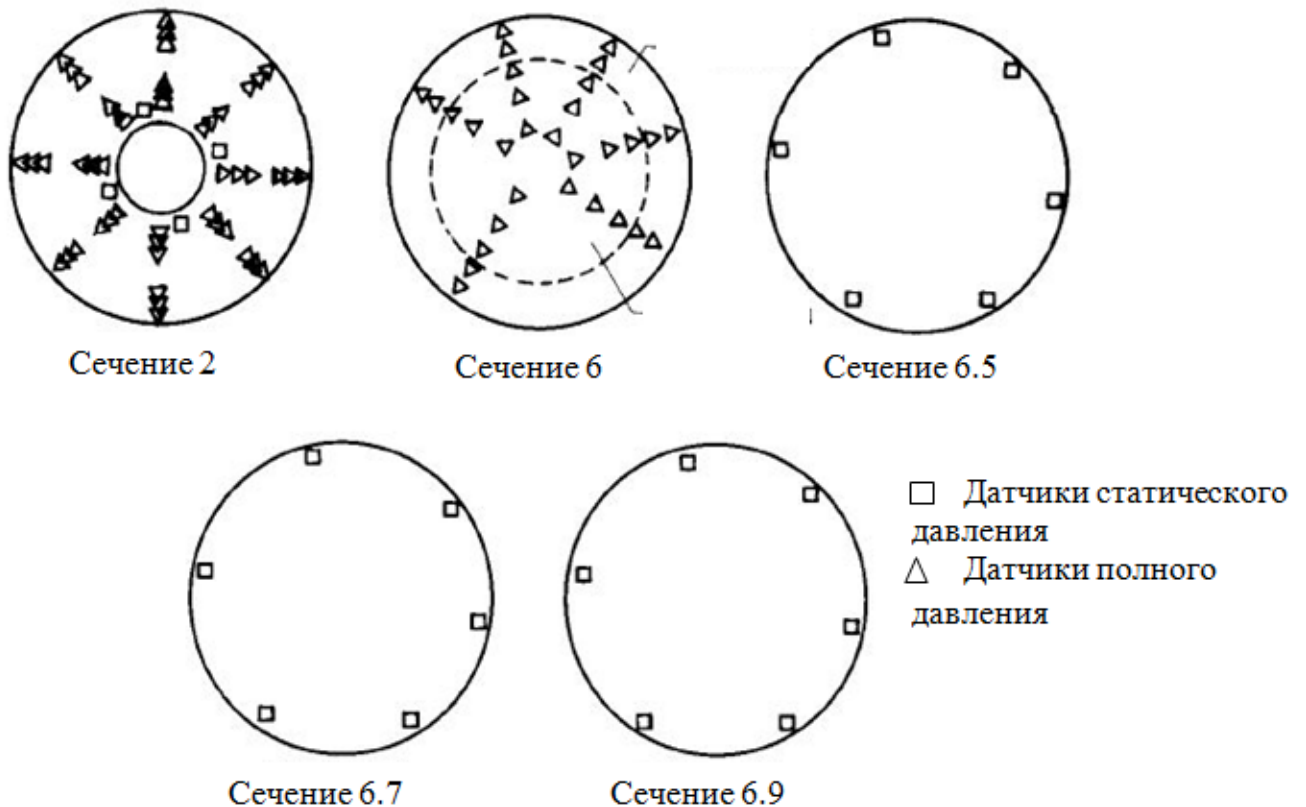 Сечение 2
Сечение 6
Сечение 6.5
Датчики статического
давления
Датчики полного
давления
Сечение 6.7
Сечение 6.9